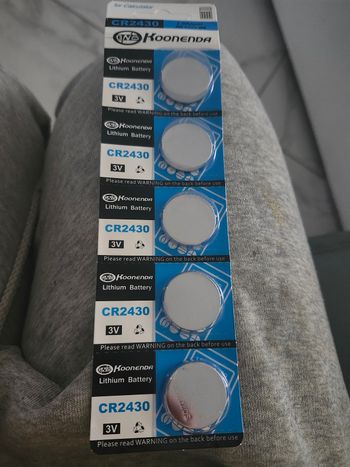 for Calculator
CR2430
KOONENDA
Lithium Battery
CR2430
3V
Please read WARNING on the back before use
KOONENDA
Lithium Battery
CR2430
3V
Please read WARNING on the back before use
KOONENDA
Lithium Battery
CR2430
3V
Please read WARNING on the back before use
KOONENDA
Lithium Battery
CR2430
3V
Please read WARNING on the back before use
KOONENDA
Lithium Battery
CR2430
3V
Please read WARNING on the back before use